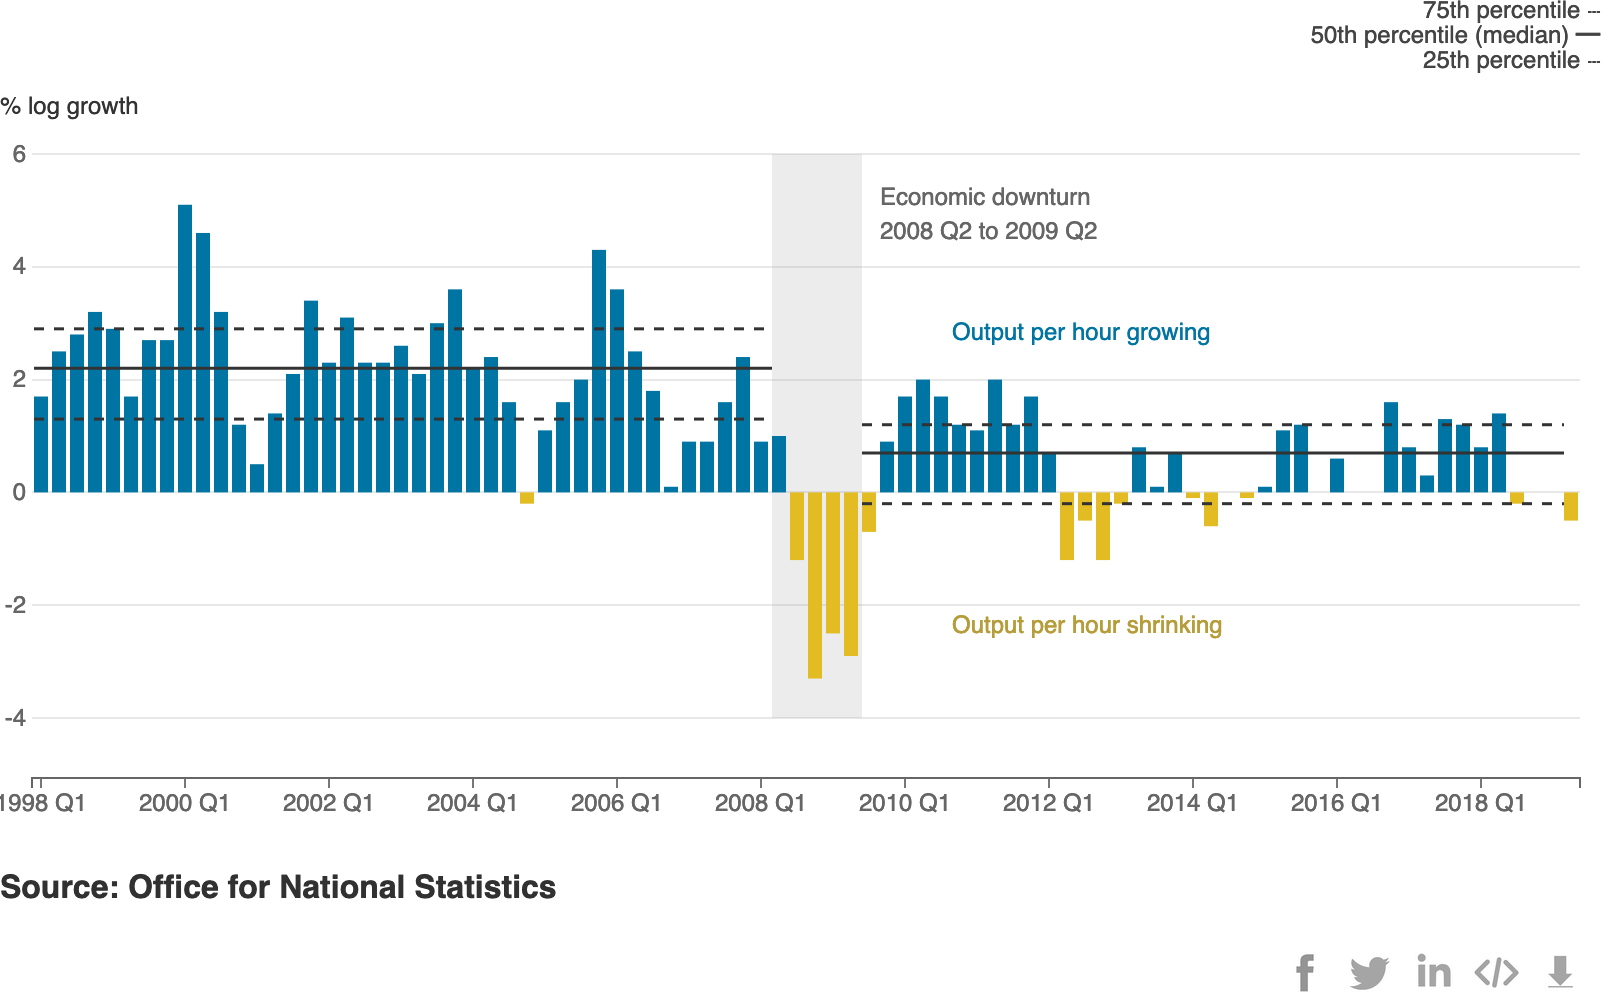 75th percentile
50th percentile (median)
25th percentile
% log growth
6
4
2
0
-2
-4
Economic downturn
2008 Q2 to 2009 Q2
Output per hour growing
Output per hour shrinking
1998 Q1 2000 Q1 2002 Q1 2004 Q1 2006 Q1 2008 Q1 2010 Q1 2012 Q1 2014 Q1 2016 Q1 2018 Q1
Source: Office for National Statistics